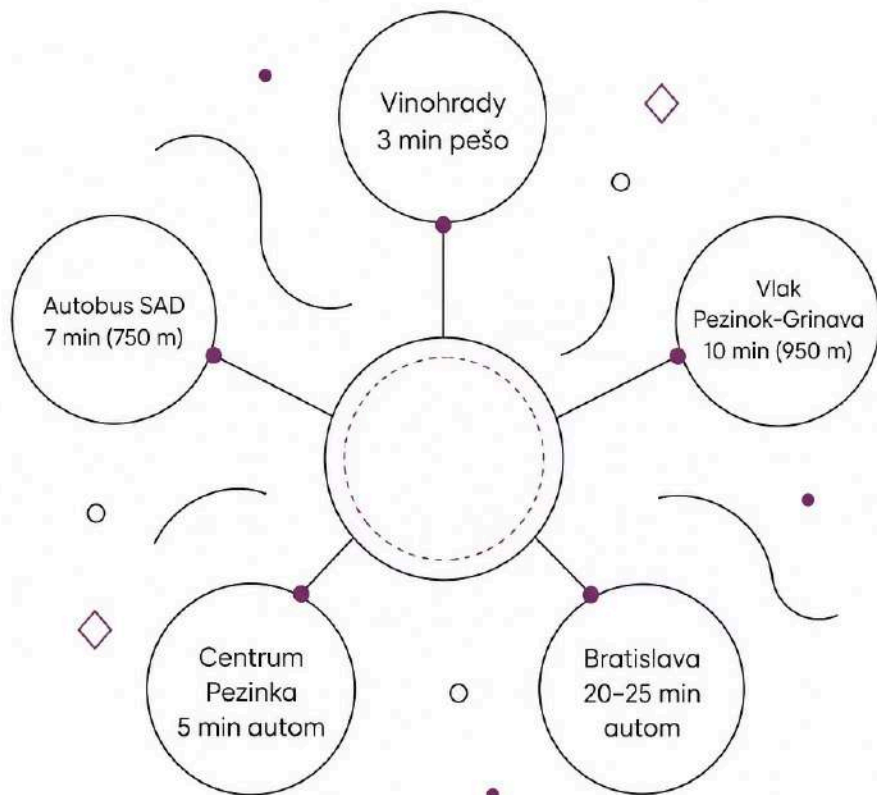 Vinohrady
3 min pešo
Autobus SAD
7 min (750 m)
Vlak
Pezinok-Grinava
10 min (950 m)
Centrum
Pezinka
5 min autom
Bratislava
20–25 min
autom